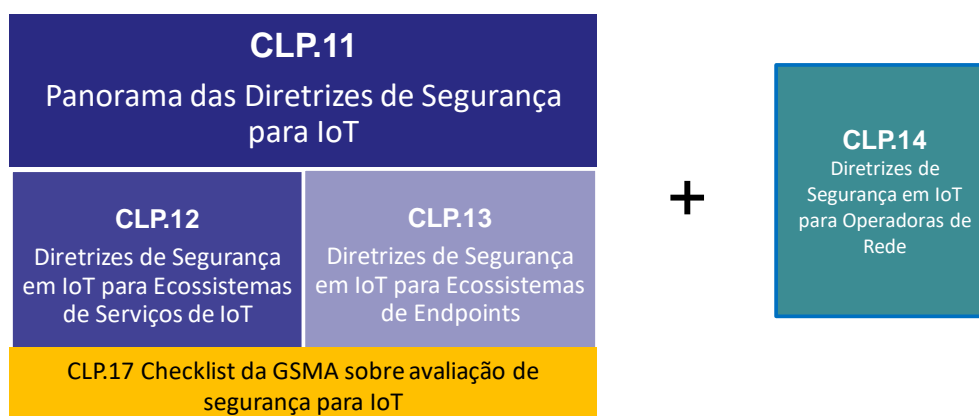 CLP.11
Panorama das Diretrizes de Segurança
para IoT
CLP.12
Diretrizes de Segurança
em IoT para Ecossistemas
de Serviços de IoT
CLP.13
Diretrizes de Segurança
em IoT para Ecossistemas
de Endpoints
CLP.17 Checklist da GSMA sobre avaliação de
segurança para IoT
+
CLP.14
Diretrizes de
Segurança em IoT
para Operadoras de
Rede